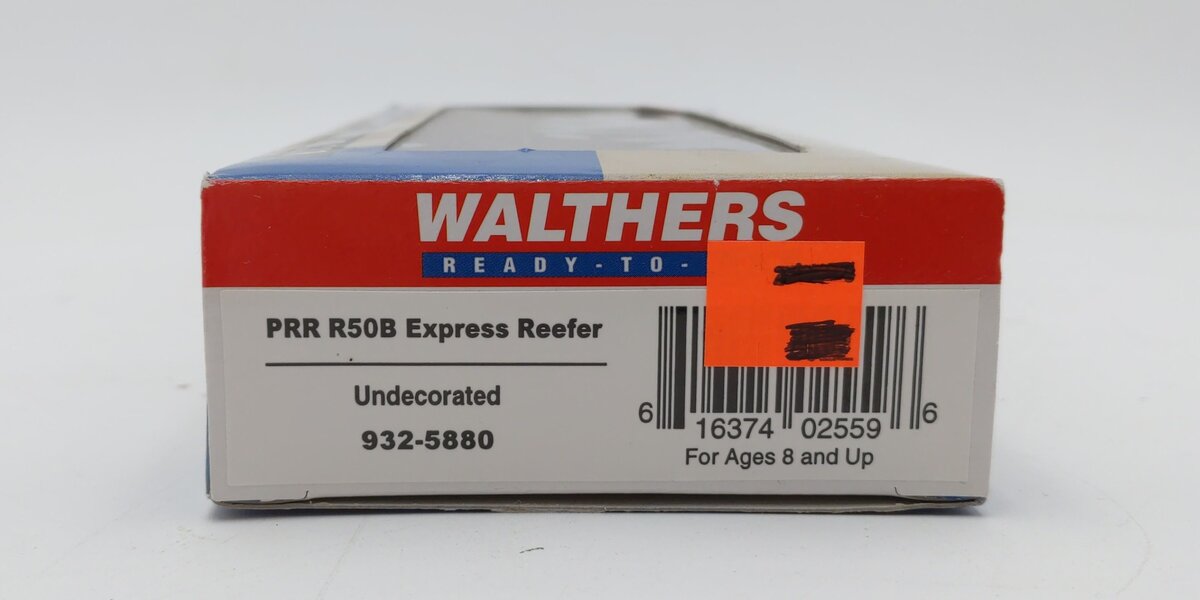 WALTHERS
READY-TO-
PRR R50B Express Reefer
Undecorated
932-5880
6 16374 02559 6
For Ages 8 and Up